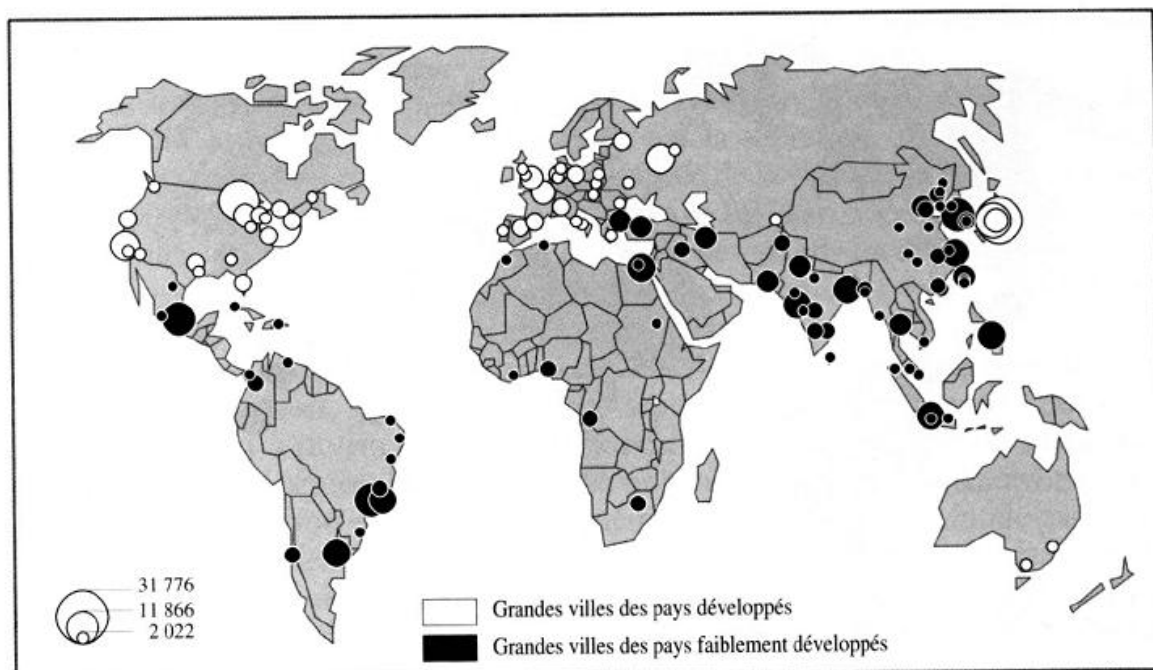 31 776
11 866
2 022
Grandes villes des pays développés
Grandes villes des pays faiblement développés